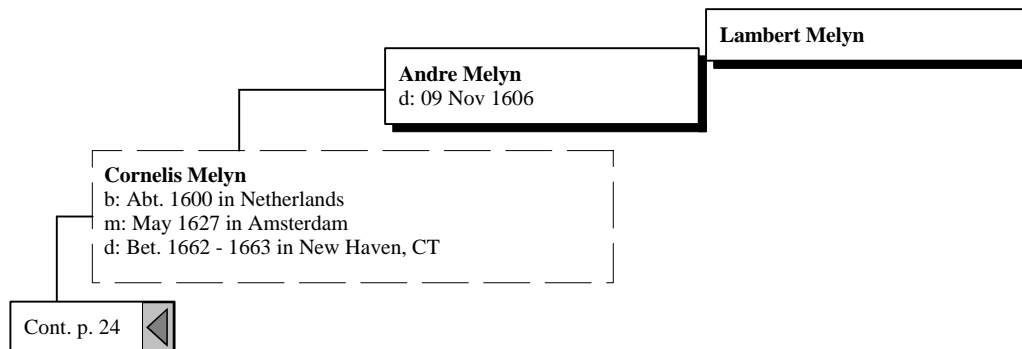 Lambert Melyn
Andre Melyn
d: 09 Nov 1606
Cornelis Melyn
b: Abt. 1600 in Netherlands
m: May 1627 in Amsterdam
d: Bet. 1662 - 1663 in New Haven, CT
Cont. p. 24